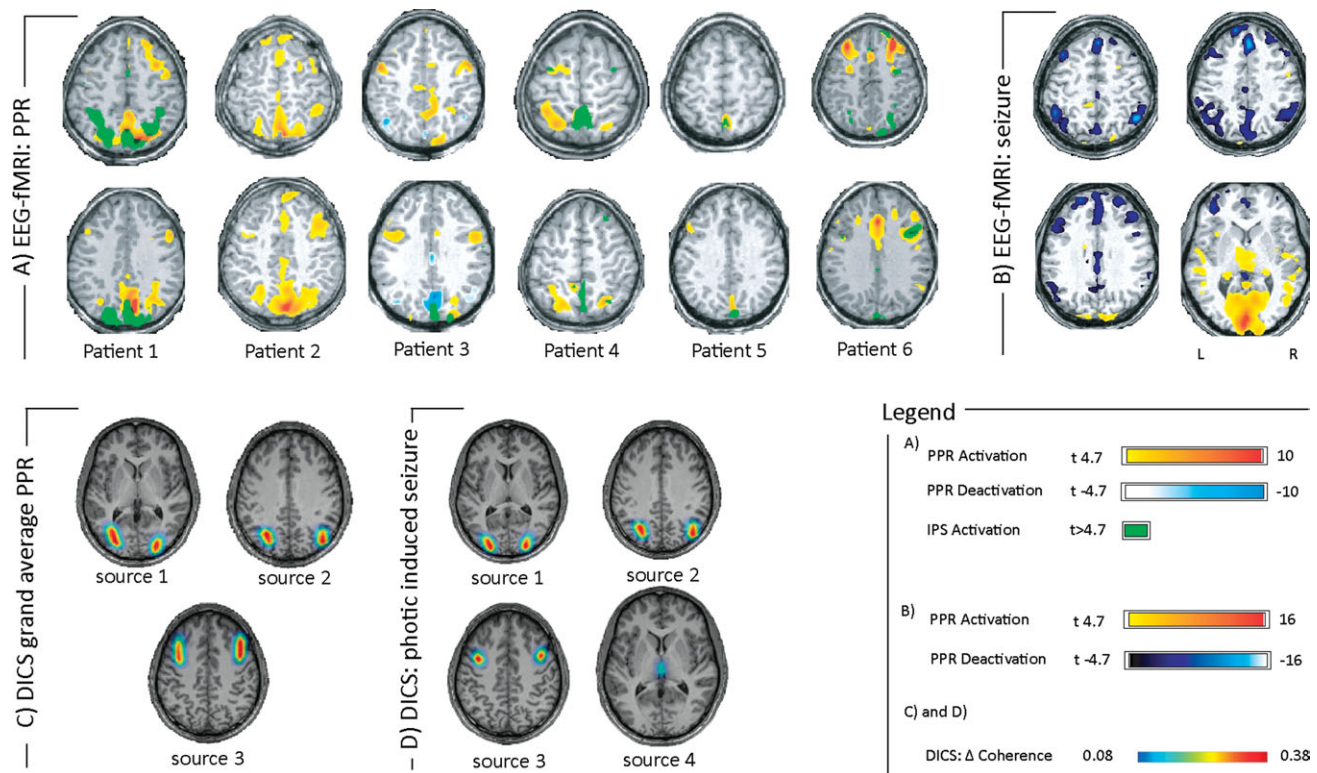 A) EEG-fMRI: PPR
Patient 1
Patient 2
Patient 3
Patient 4
Patient 5
Patient 6
B) EEG-fMRI: seizure
L
R
C) DICS grand average PPR
source 1
source 2
source 3
D) DICS: photic induced seizure
source 1
source 2
source 3
source 4
Legend
A)
PPR Activation t 4.7 10
PPR Deactivation t -4.7 -10
IPS Activation t>4.7
B)
PPR Activation t 4.7 16
PPR Deactivation t -4.7 -16
C) and D)
DICS: Δ Coherence 0.08 0.38